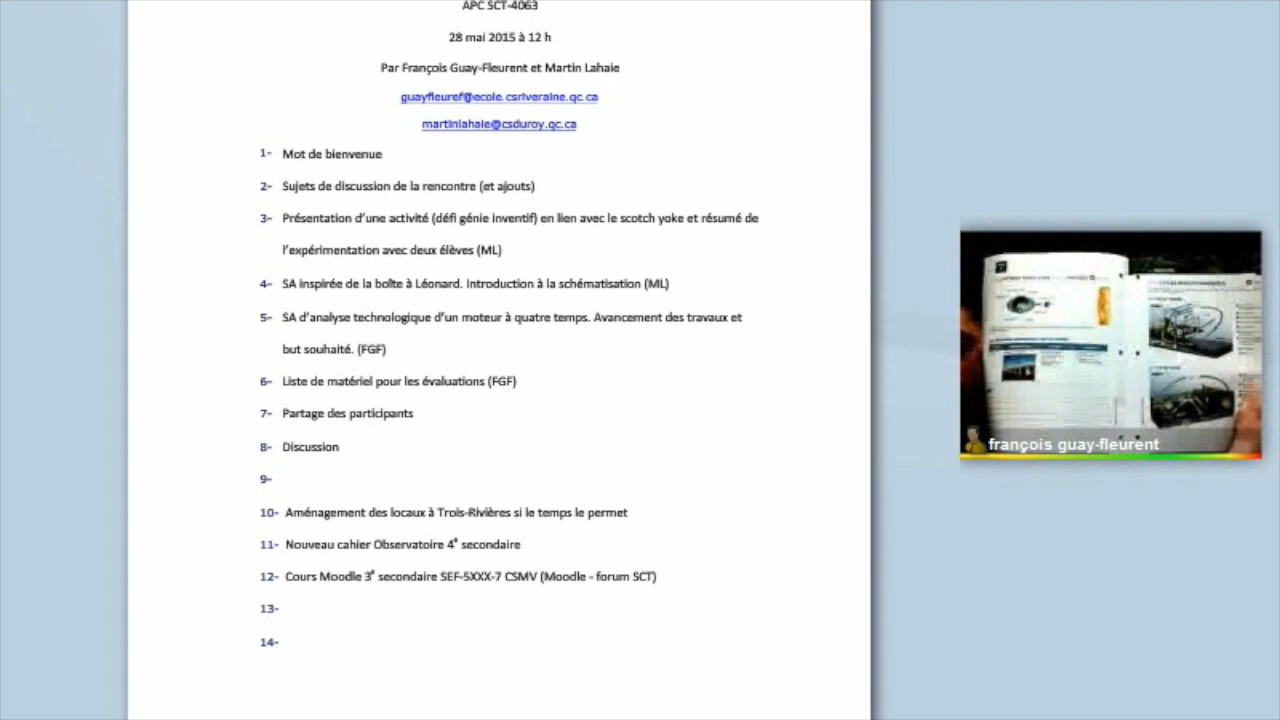 APC SCT-4063
28 mai 2015 à 12 h
Par François Guay-Fleurent et Martin Lahaie
guayfleuref@ecole.csriveraine.qc.ca
martinlahaie@csduroy.qc.ca
1- Mot de bienvenue
2- Sujets de discussion de la rencontre (et ajouts)
3- Présentation d’une activité (défi génie inventif) en lien avec le scotch yoke et résumé de
l’expérimentation avec deux élèves (ML)
4- SA inspirée de la boîte à Léonard. Introduction à la schématisation (ML)
5- SA d’analyse technologique d’un moteur à quatre temps. Avancement des travaux et
but souhaité. (FGF)
6- Liste de matériel pour les évaluations (FGF)
7- Partage des participants
8- Discussion
9-
10- Aménagement des locaux à Trois-Rivières si le temps le permet
11- Nouveau cahier Observatoire 4e secondaire
12- Cours Moodle 3e secondaire SEF-5XXX-7 CSMV (Moodle - forum SCT)
13-
14-
françois guay-fleurent